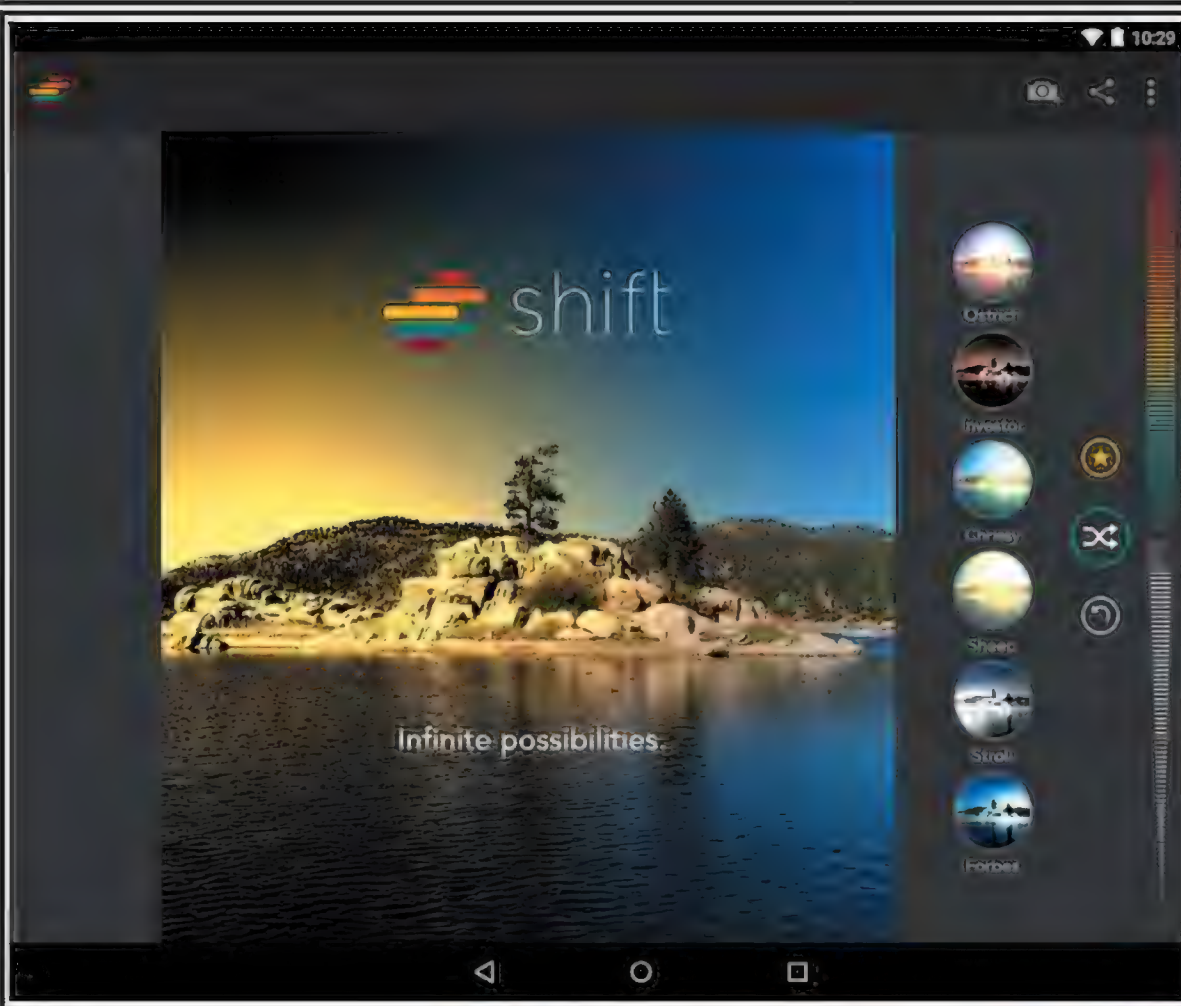 10:29
shift
Ostrich
Investor
Sheep
Stroll
Forbes
Infinite possibilities.